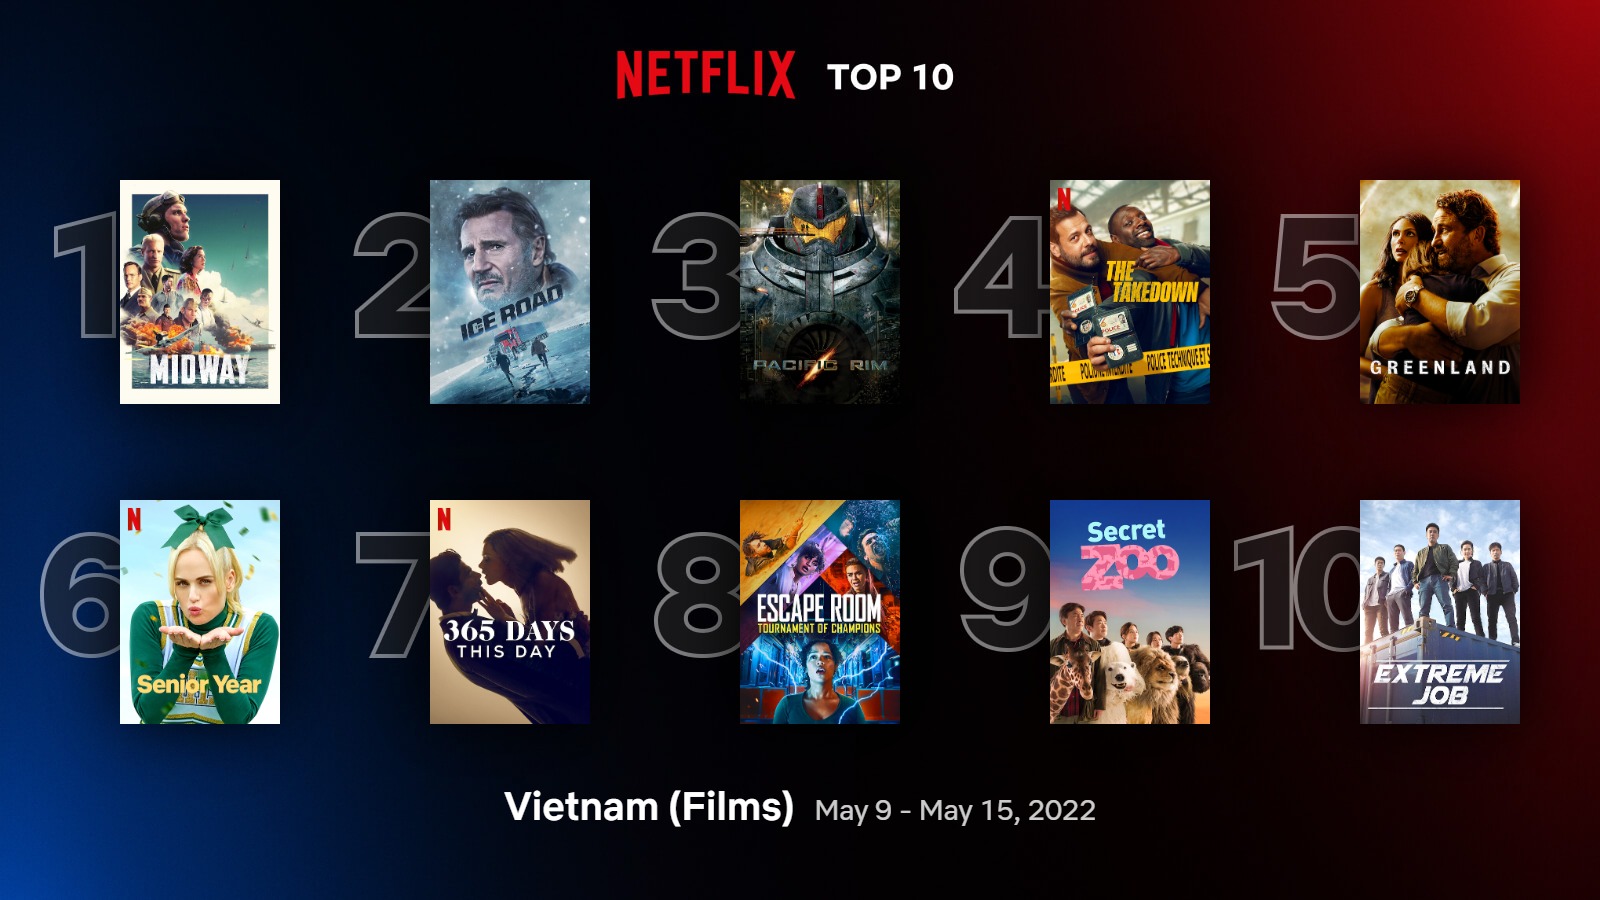 NETFLIX TOP 10
1
MIDWAY
2
ICE ROAD
3
PACIFIC RIM
4
N
THE
TAKEDOWN
POLICE
POLICE TECHNIQUE ET S
5
GREENLAND
6
N
Senior Year
7
N
365 DAYS
THIS DAY
8
ESCAPE ROOM
TOURNAMENT OF CHAMPIONS
9
Secret
ZOO
10
EXTREME
JOB
Vietnam (Films) May 9 - May 15, 2022